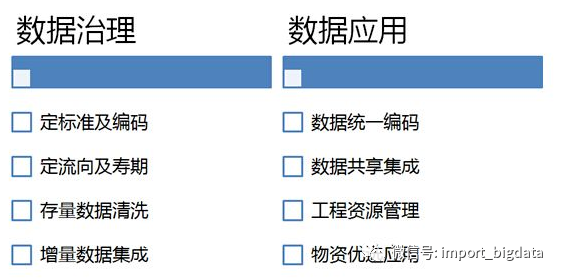 数据治理
定标准及编码
定流向及寿期
存量数据清洗
增量数据集成
数据应用
数据统一编码
数据共享集成
工程资源管理
物资优选应用
微信号: import_bigdata